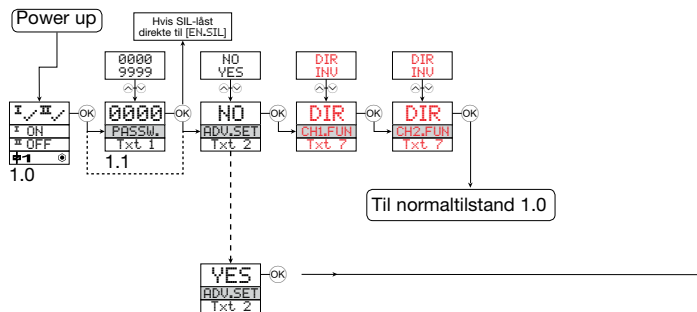 Power up
Hvis SIL-låst
direkte til [EN.SIL]
0000
9999
NO
YES
DIR
INV
DIR
INV
I ✓ II ✓
I ON
II OFF
1
1.0
OK
0000
PASSW.
Txt 1
1.1
OK
NO
ADV.SET
Txt 2
OK
DIR
CH1.FUN
Txt 7
OK
DIR
CH2.FUN
Txt 7
OK
Til normaltilstand 1.0
YES
ADV.SET
Txt 2
OK